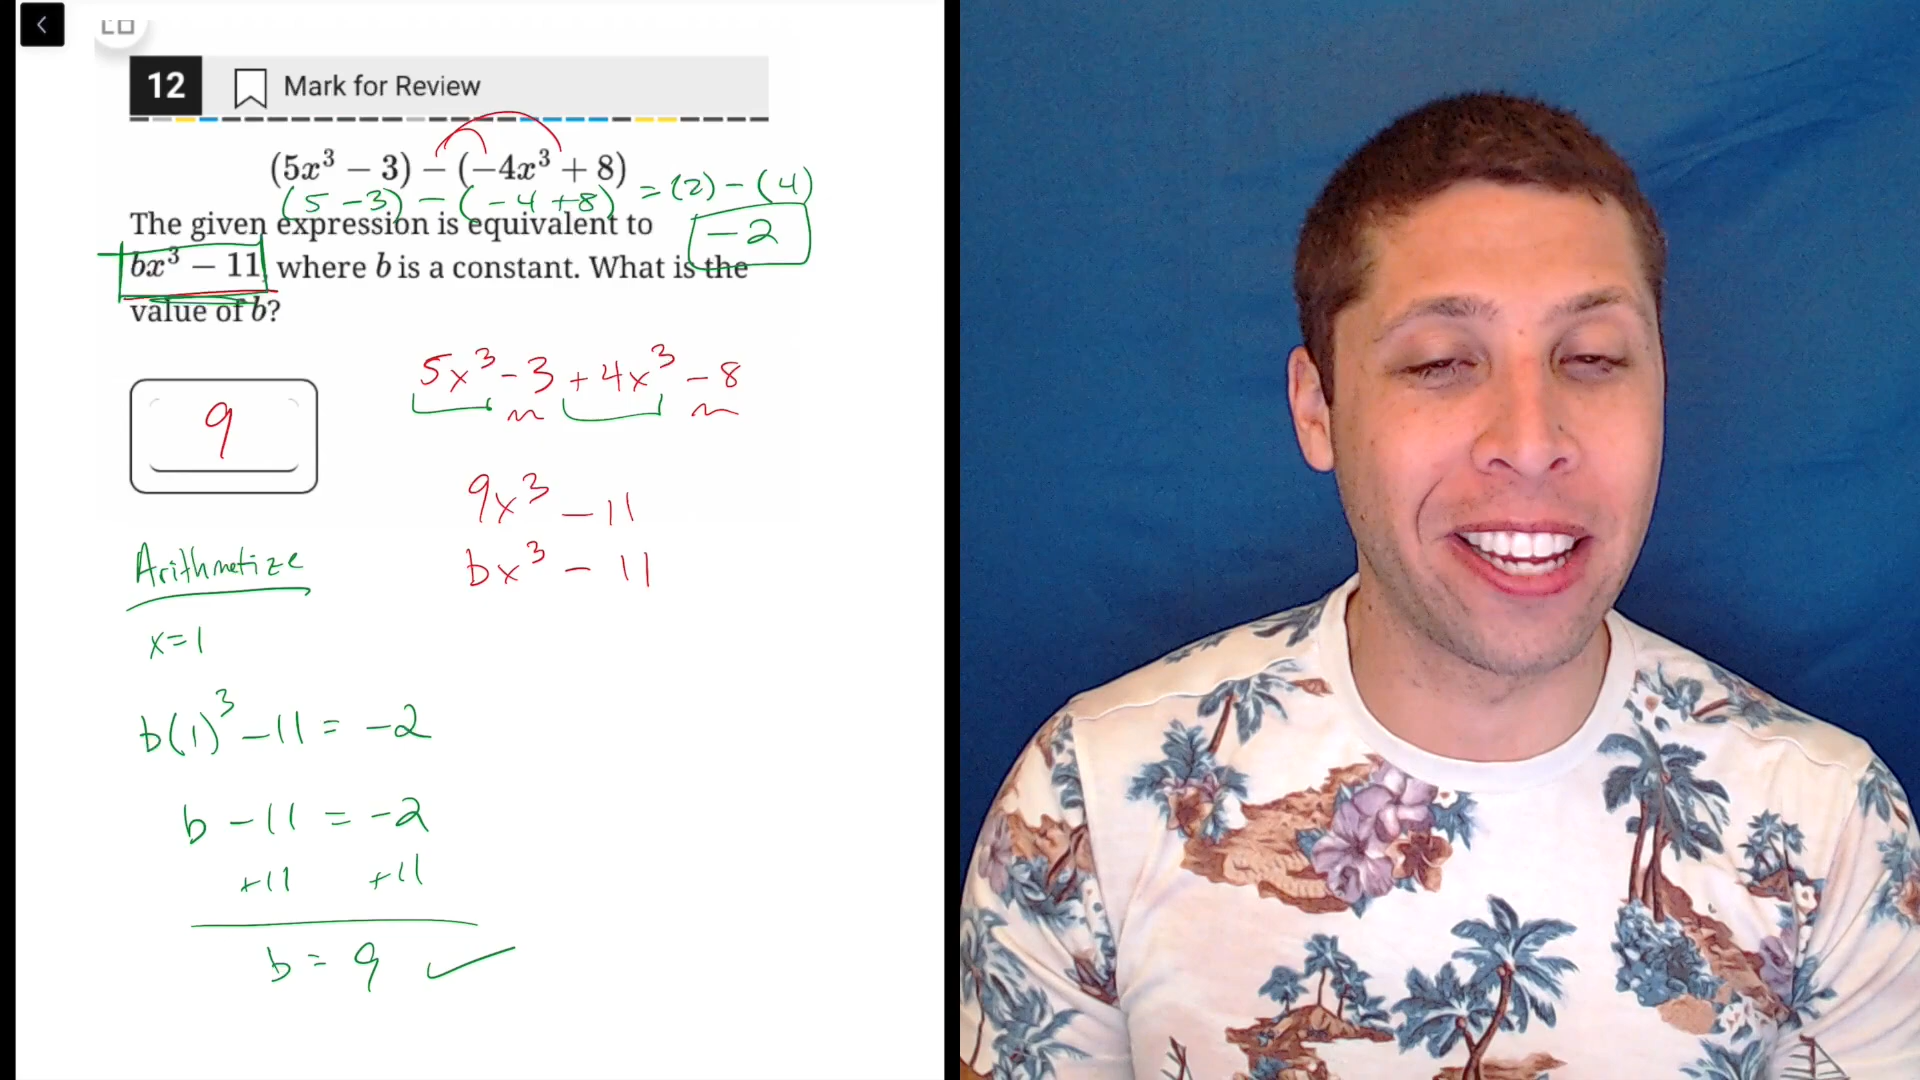 12 Mark for Review
(5x³ − 3) − (−4x³ + 8)
(5 − 3) − (−4 + 8) = (2) − (4)
The given expression is equivalent to
−2
bx³ − 11, where b is a constant. What is the
value of b?
5x³ − 3 + 4x³ − 8
9
9x³ − 11
bx³ − 11
Arithmetize
x = 1
b(1)³ − 11 = −2
b − 11 = −2
+11 +11
b = 9 ✓